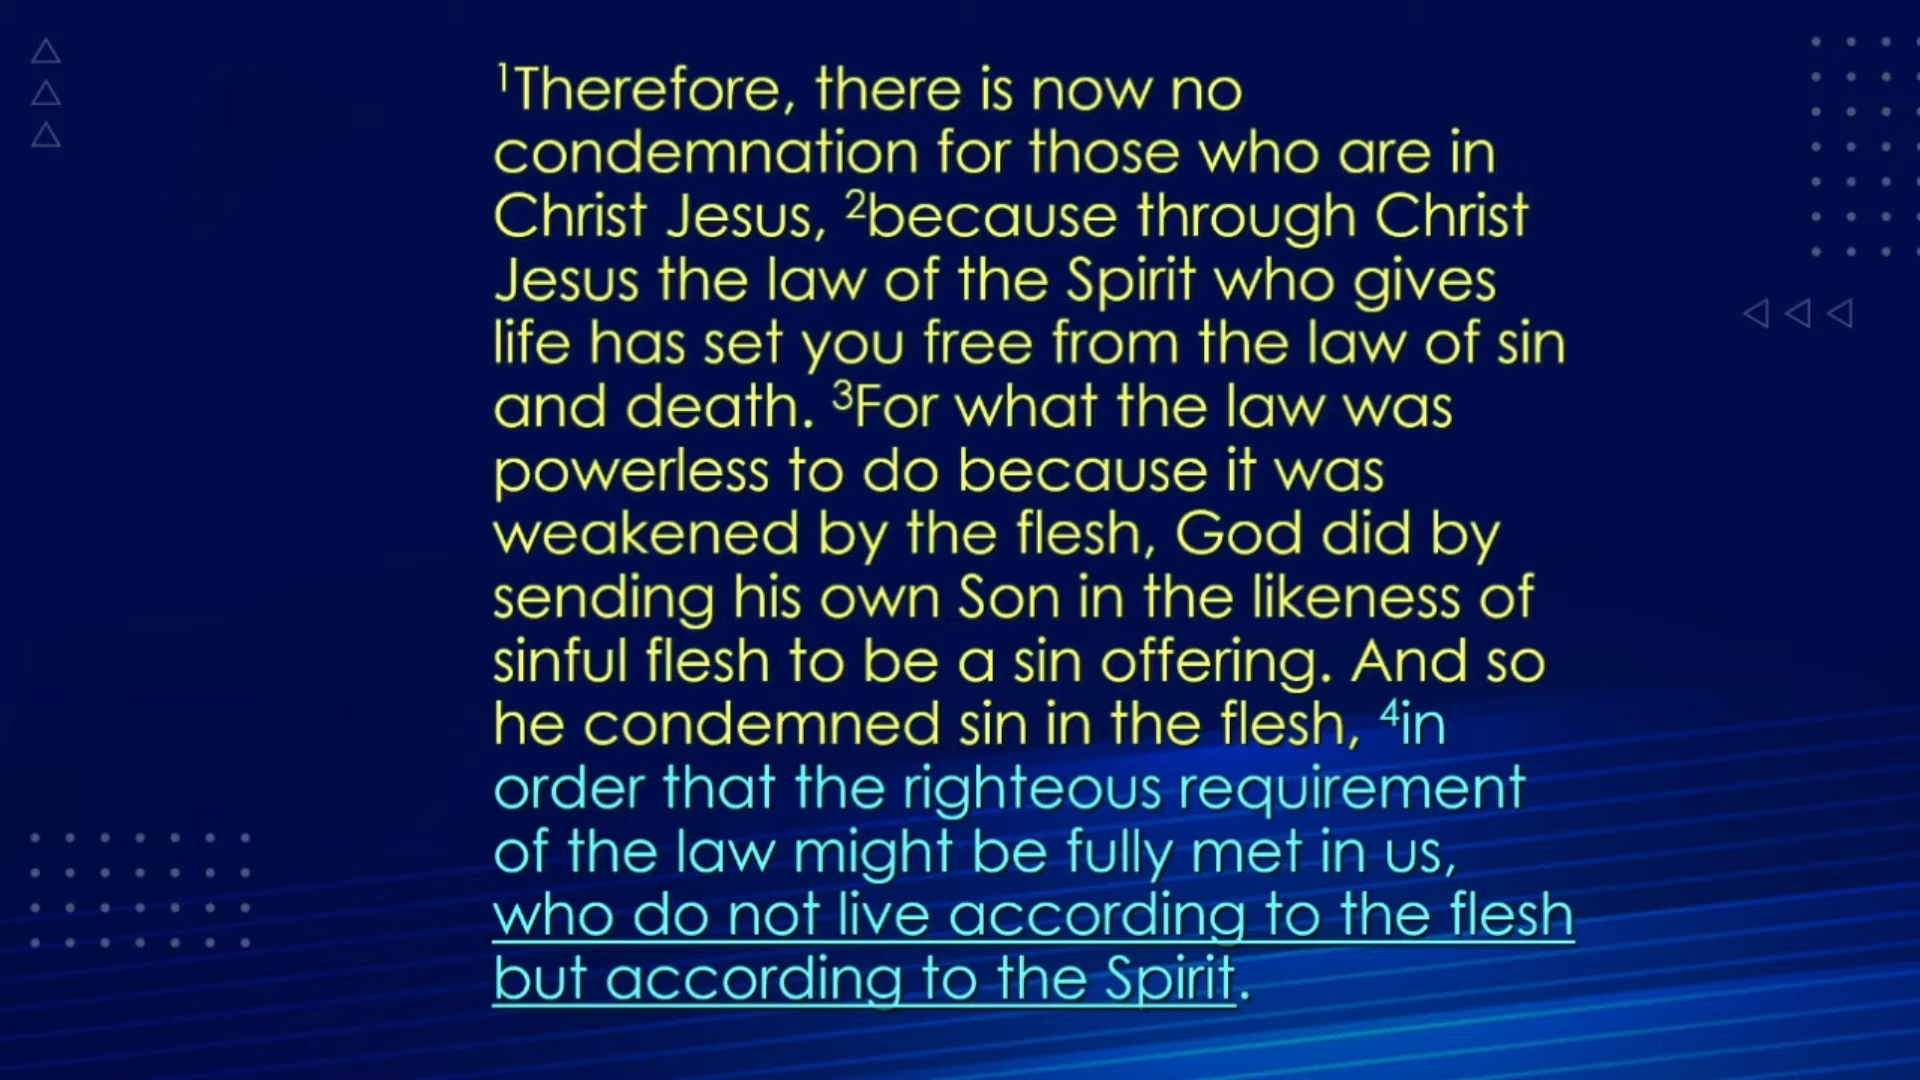 ¹Therefore, there is now no
condemnation for those who are in
Christ Jesus, ²because through Christ
Jesus the law of the Spirit who gives
life has set you free from the law of sin
and death. ³For what the law was
powerless to do because it was
weakened by the flesh, God did by
sending his own Son in the likeness of
sinful flesh to be a sin offering. And so
he condemned sin in the flesh, ⁴in
order that the righteous requirement
of the law might be fully met in us,
who do not live according to the flesh
but according to the Spirit.